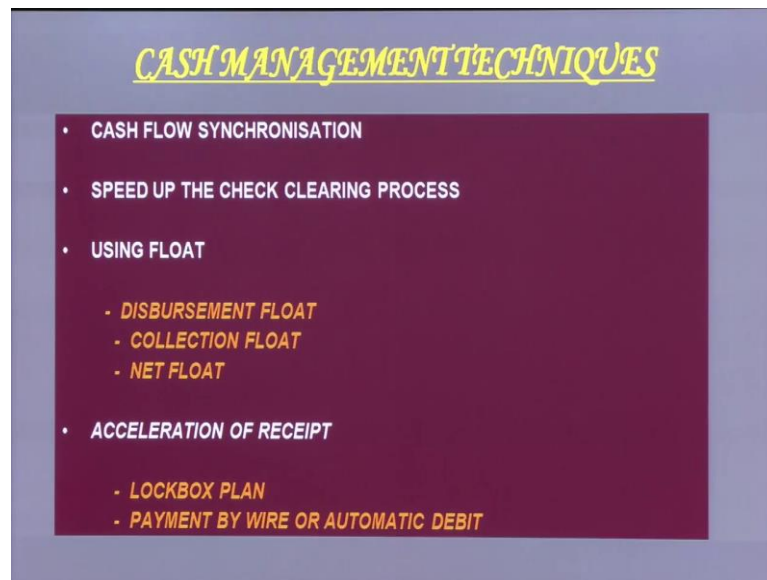 CASH MANAGEMENT TECHNIQUES
• CASH FLOW SYNCHRONISATION
• SPEED UP THE CHECK CLEARING PROCESS
• USING FLOAT
- DISBURSEMENT FLOAT
- COLLECTION FLOAT
- NET FLOAT
• ACCELERATION OF RECEIPT
- LOCKBOX PLAN
- PAYMENT BY WIRE OR AUTOMATIC DEBIT